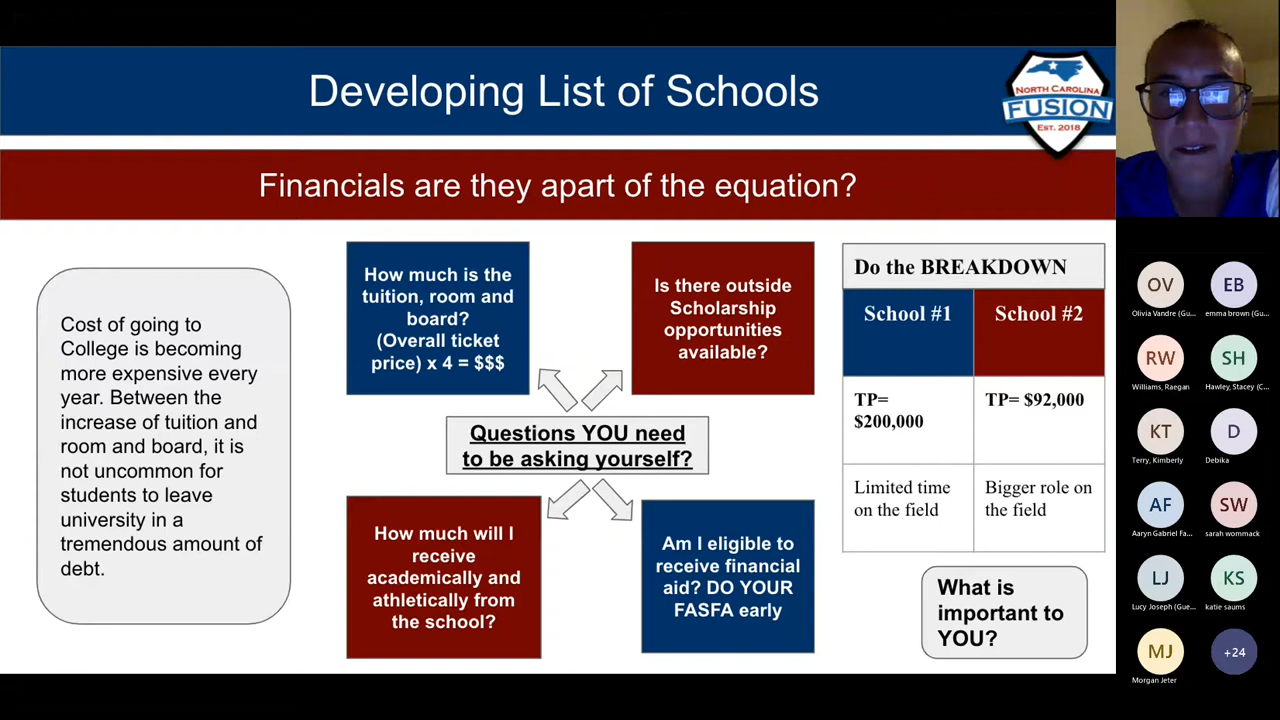 Developing List of Schools
NORTH CAROLINA
FUSION
EST. 2018
Financials are they apart of the equation?
Cost of going to
College is becoming
more expensive every
year. Between the
increase of tuition and
room and board, it is
not uncommon for
students to leave
university in a
tremendous amount of
debt.
How much is the
tuition, room and
board?
(Overall ticket
price) x 4 = $$$
Is there outside
Scholarship
opportunities
available?
Questions YOU need
to be asking yourself?
How much will I
receive
academically and
athletically from
the school?
Am I eligible to
receive financial
aid? DO YOUR
FASFA early
Do the BREAKDOWN
School #1
School #2
TP=
$200,000
TP= $92,000
Limited time
on the field
Bigger role on
the field
What is
important to
YOU?
OV
Olivia Vandre (Gu...
EB
emma brown (Gu...
RW
Williams, Raegan
SH
Hawley, Stacey (C...
KT
Terry, Kimberly
D
Debika
AF
Aaryn Gabriel Fa...
SW
sarah wommack
LJ
Lucy Joseph (Gue...
KS
katie saums
MJ
Morgan Jeter
+24